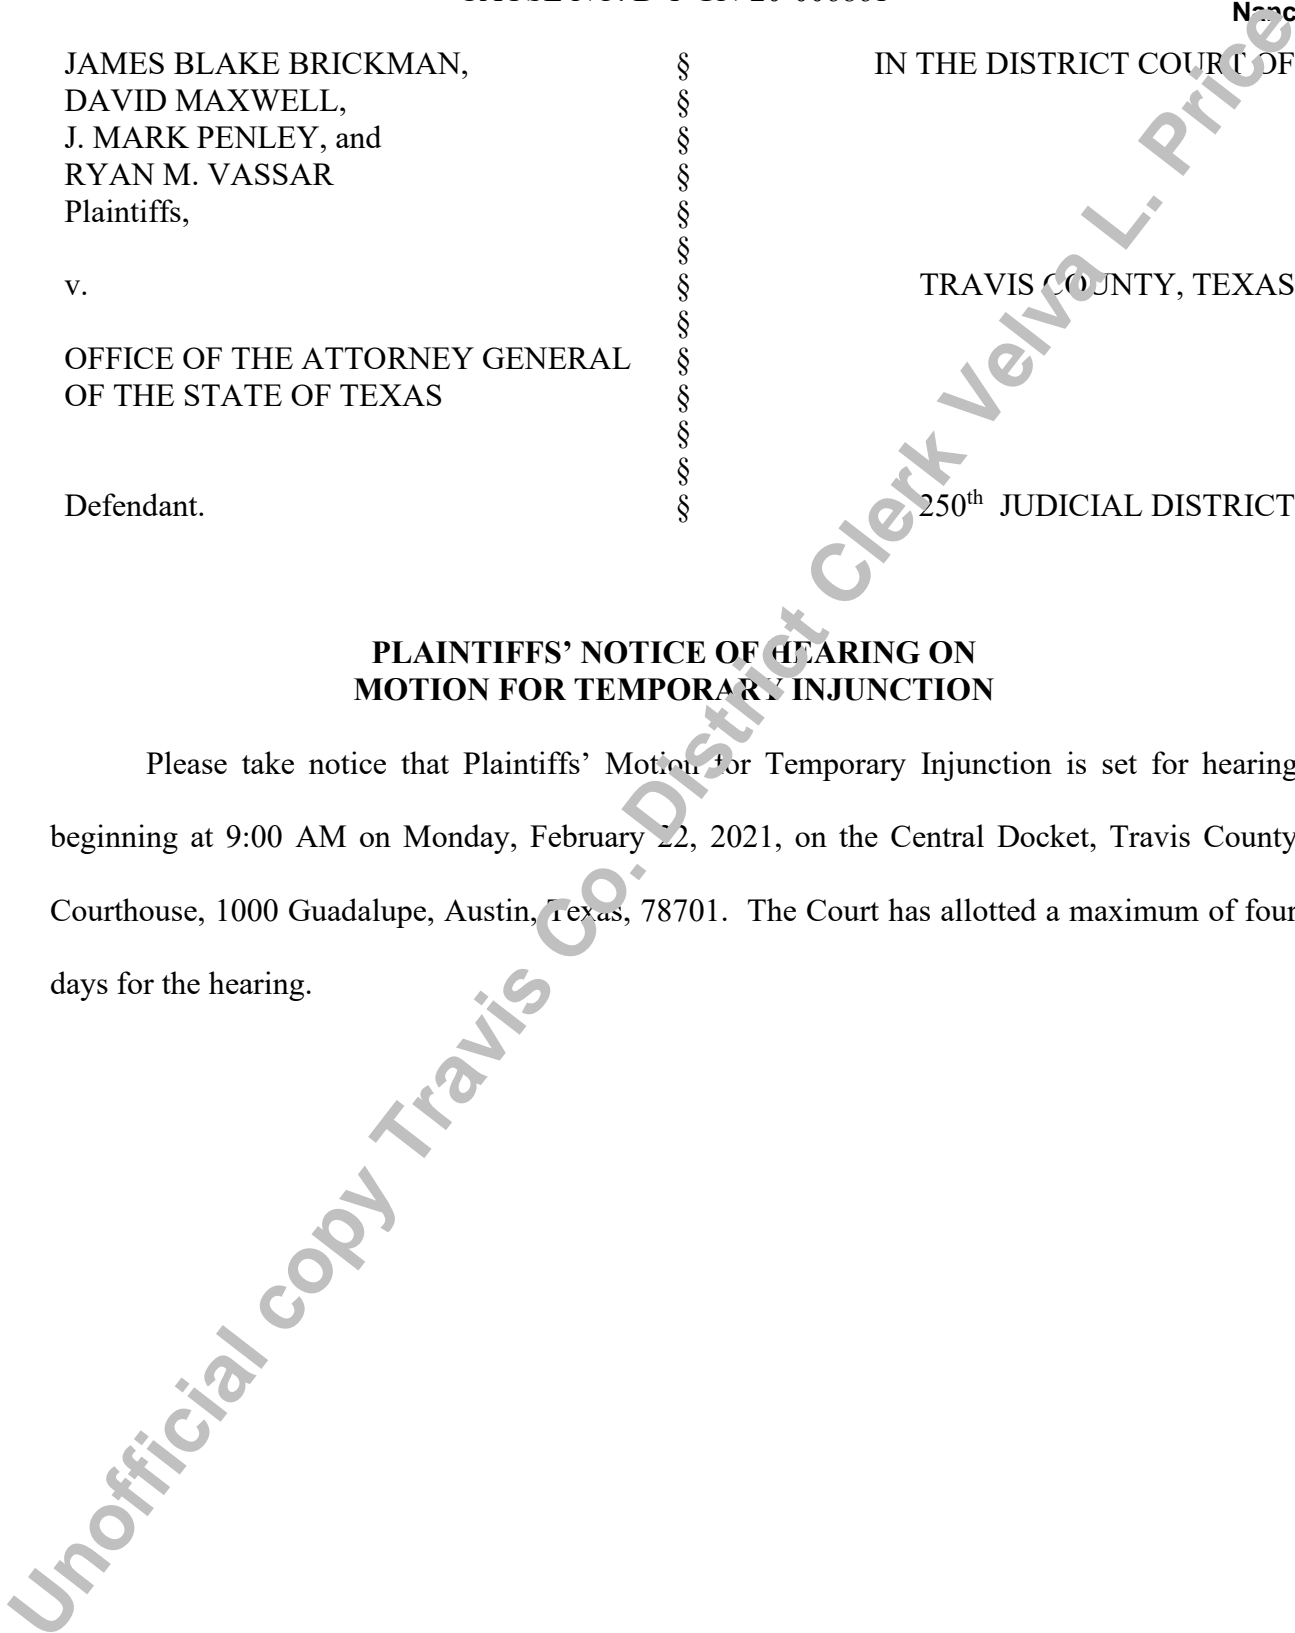 Nanc
JAMES BLAKE BRICKMAN, § IN THE DISTRICT COURT OF
DAVID MAXWELL, §
J. MARK PENLEY, and §
RYAN M. VASSAR §
Plaintiffs, §
§
v. § TRAVIS COUNTY, TEXAS
§
OFFICE OF THE ATTORNEY GENERAL §
OF THE STATE OF TEXAS §
§
§
Defendant. § 250th JUDICIAL DISTRICT
PLAINTIFFS’ NOTICE OF HEARING ON
MOTION FOR TEMPORARY INJUNCTION
Please take notice that Plaintiffs’ Motion for Temporary Injunction is set for hearing
beginning at 9:00 AM on Monday, February 22, 2021, on the Central Docket, Travis County
Courthouse, 1000 Guadalupe, Austin, Texas, 78701. The Court has allotted a maximum of four
days for the hearing.
Unofficial copy Travis Co. District Clerk Velva L. Price